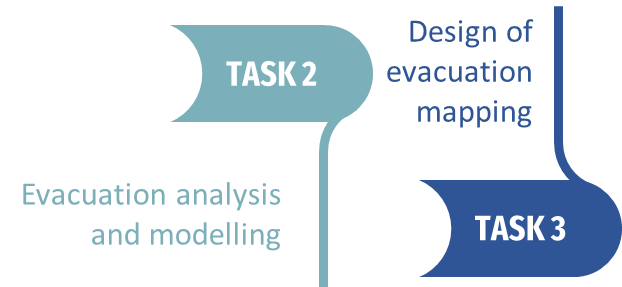 TASK 2
Evacuation analysis
and modelling
Design of
evacuation
mapping
TASK 3